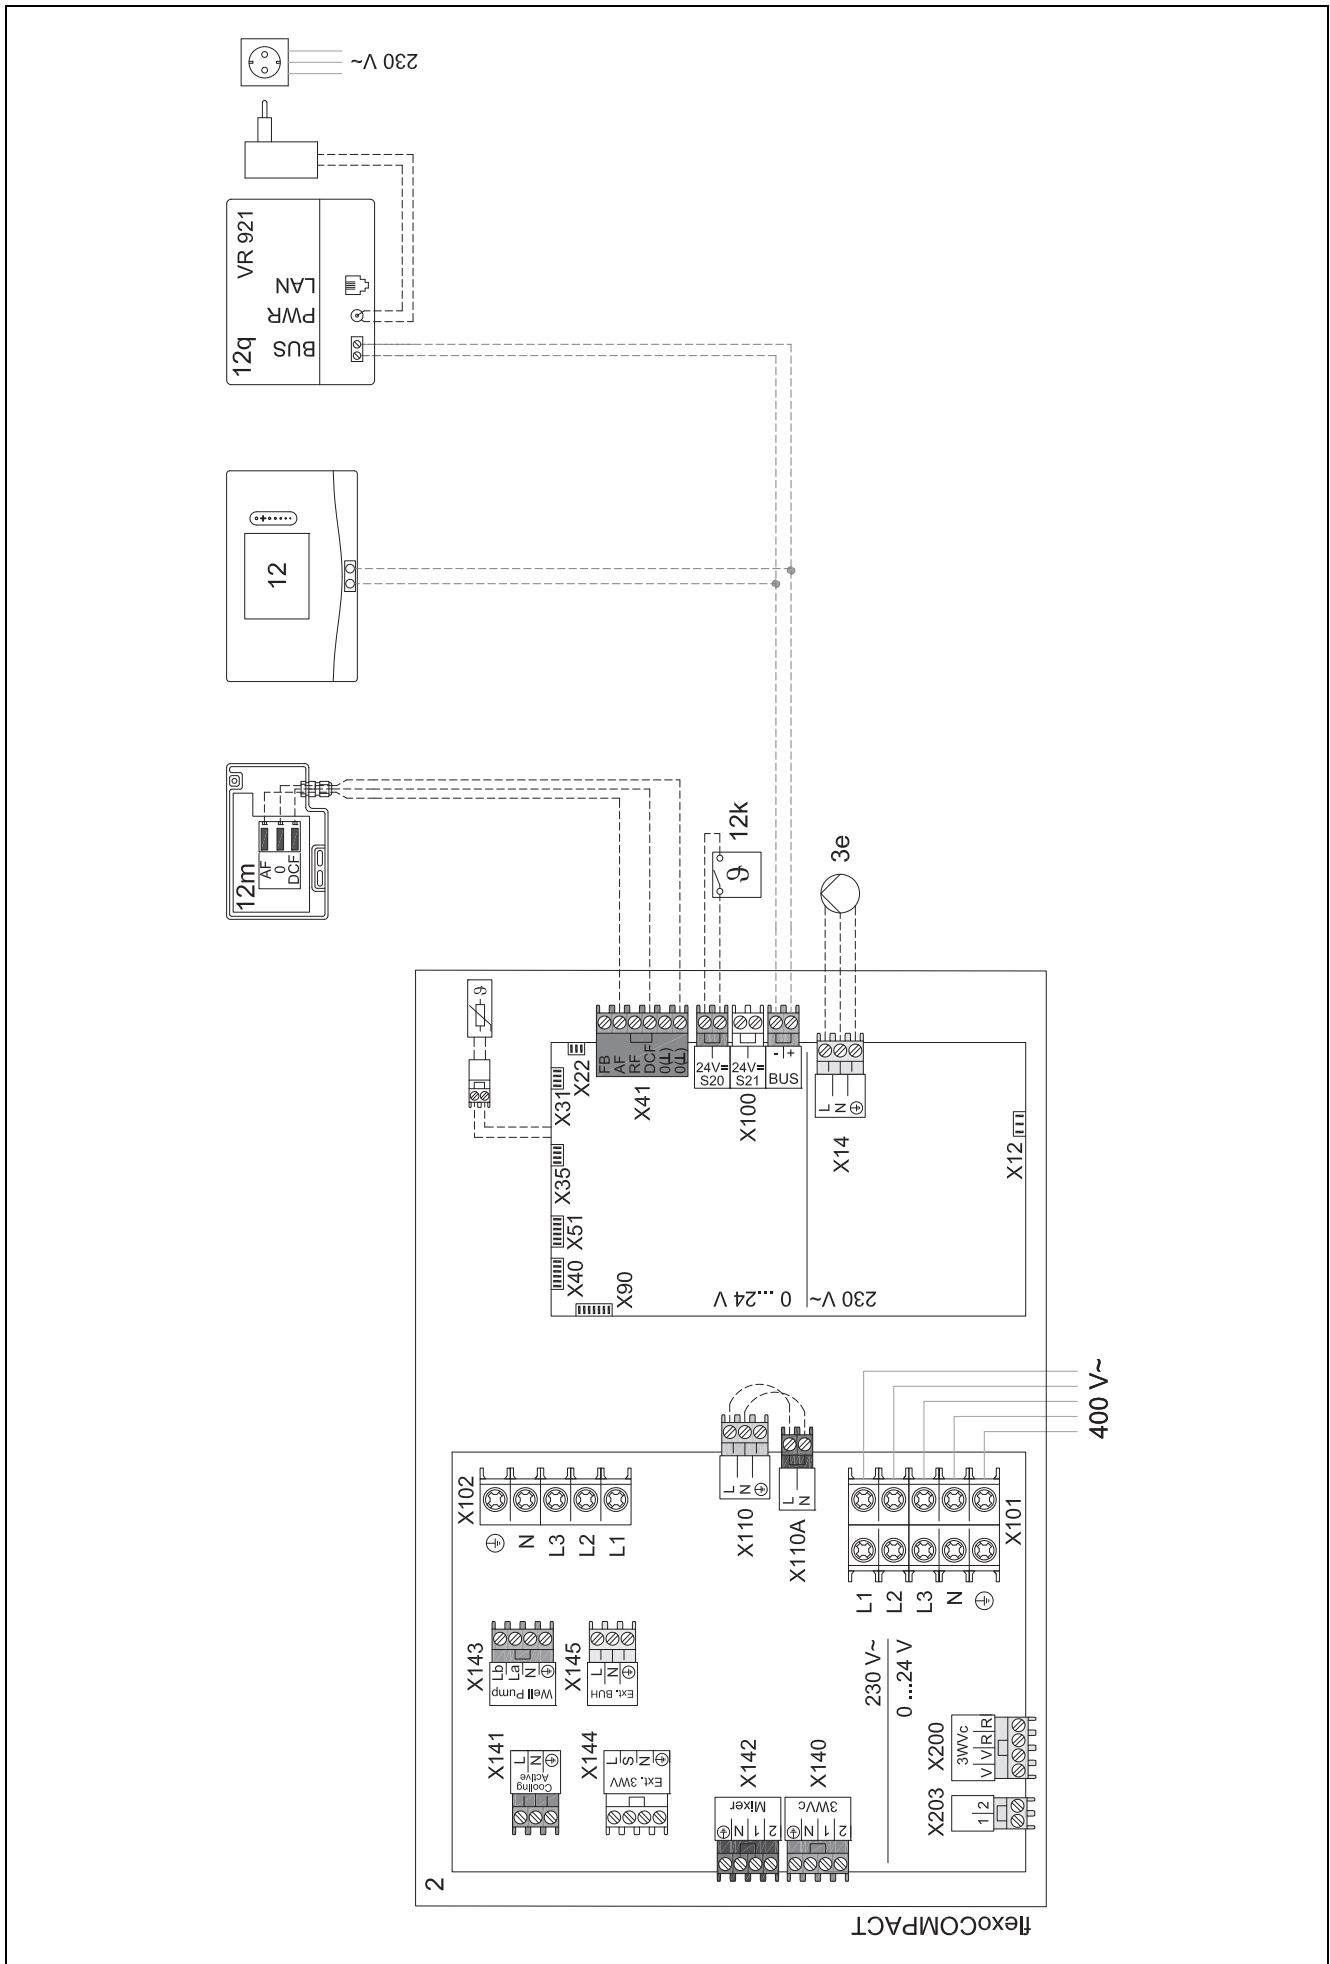 230 V~
VR 921
LAN
PWR
BUS
12q
12
12m
AF
0
DCF
12k
ϑ
3e
ϑ
X22
X31
X35
X51
X40
X90
X41
FB
AF
RF
DCF
0(⊥)
0(⊥)
24V=
S20
24V=
S21
X100
- +
BUS
L
N
X14
X12
0 ...24 V
230 V~
400 V~
X102
N
L3
L2
L1
X110
L
N
X110A
L
N
X101
L1
L2
L3
N
X143
Lb
La
N
Well Pump
X145
L
N
Ext. BUH
X141
L
N
Cooling
Active
X144
L
S
N
Ext. 3WV
X142
Mixer
N
1
2
X140
3WVc
N
1
2
230 V~
0 ...24 V
X200
3WVc
V V R R
X203
1 2
2
flexoCOMPACT